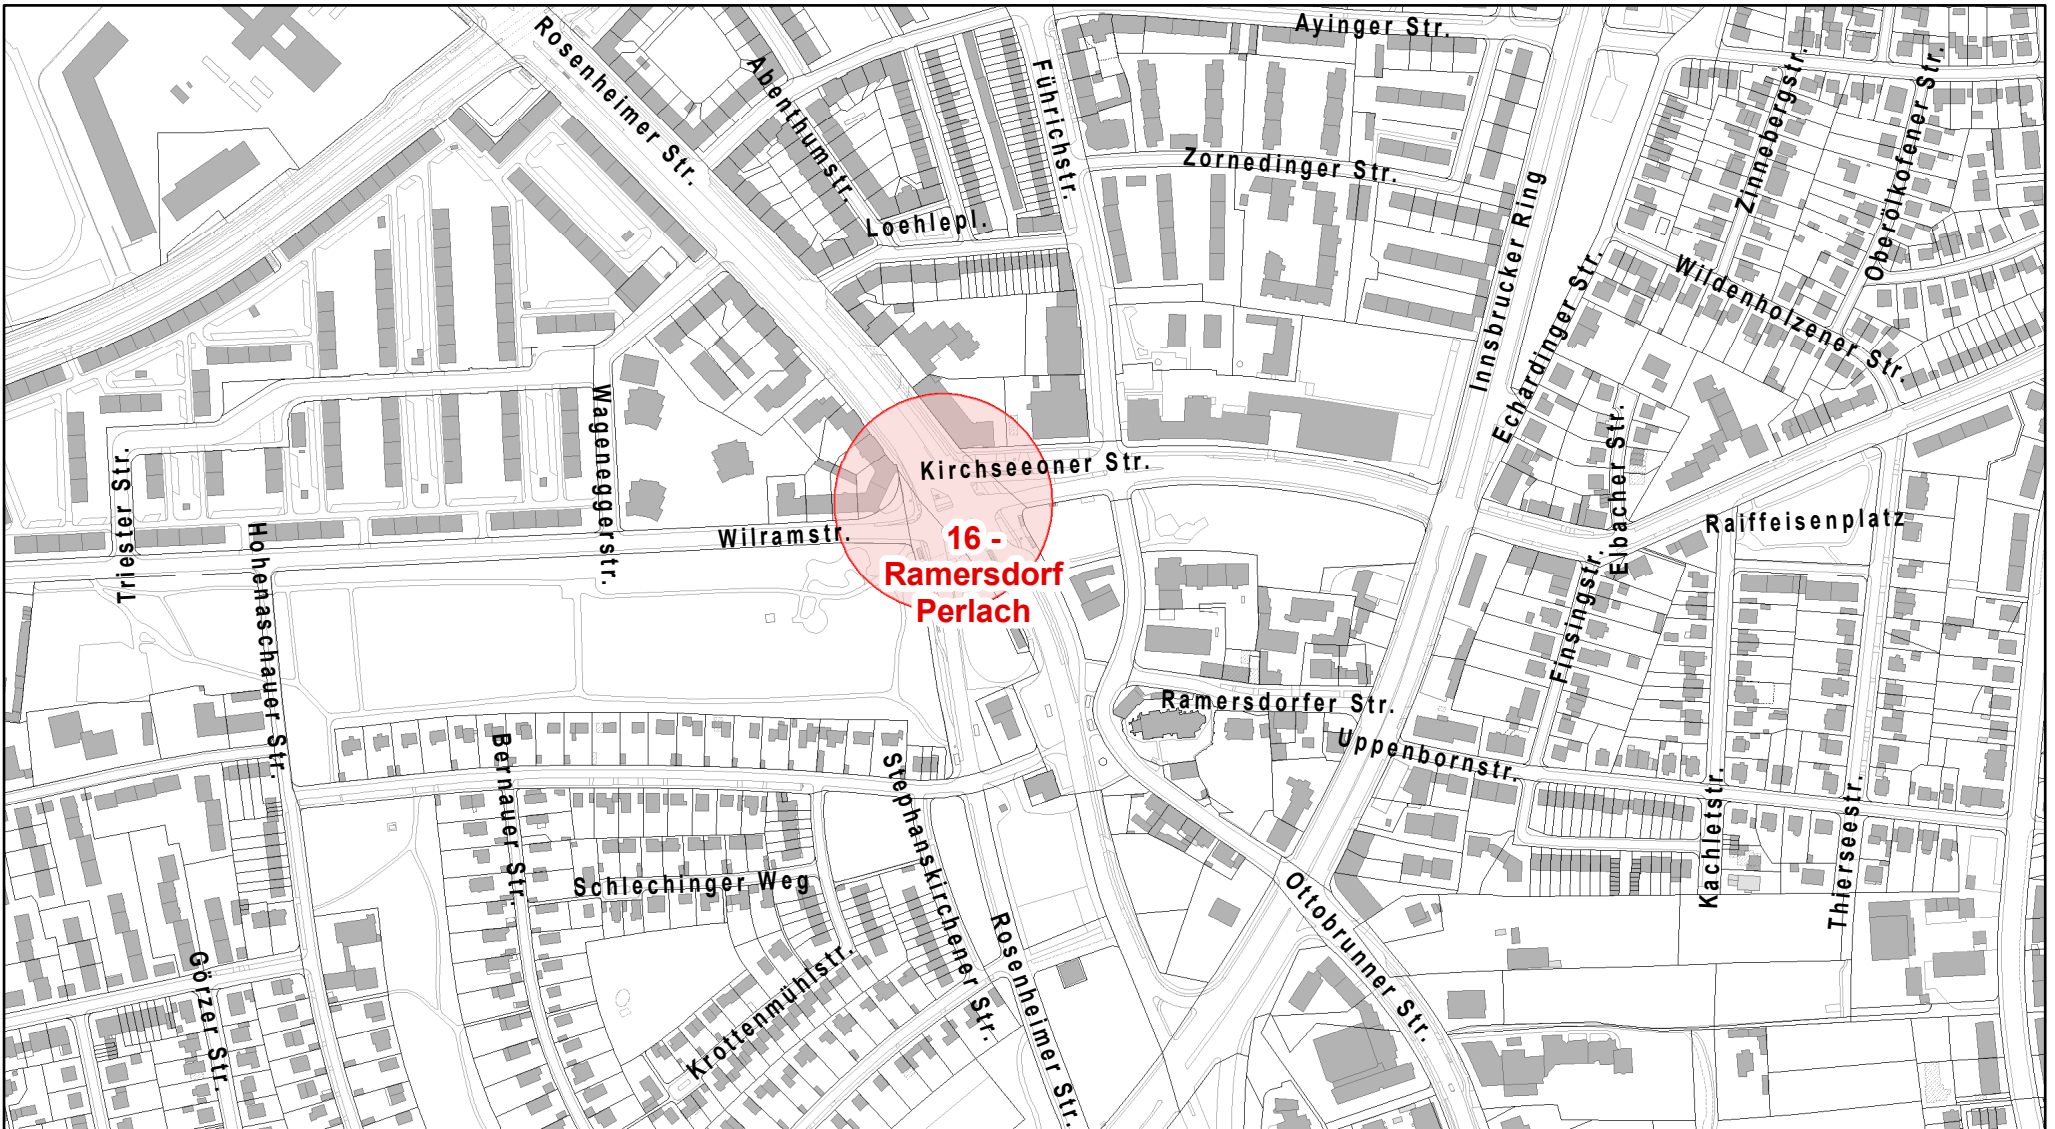 Ayinger Str.
Rosenheimer Str.
Abenthumstr.
Führichstr.
Zinnebergstr.
Oberölkofener Str.
Zornedinger Str.
Loehlepl.
Innsbrucker Ring
Echardinger Str.
Wildenholzener Str.
Wageneggerstr.
Elbacher Str.
Kirchseeoner Str.
Triester Str.
Wilramstr.
Raiffeisenplatz
16 -
Ramersdorf
Perlach
Hohenaschauer Str.
Finsingstr.
Ramersdorfer Str.
Uppenbornstr.
Bernauer Str.
Stephanskirchener Str.
Kachletstr.
Thierseestr.
Schlechinger Weg
Ottobrunner Str.
Rosenheimer Str.
Görzer Str.
Krottenmühlstr.